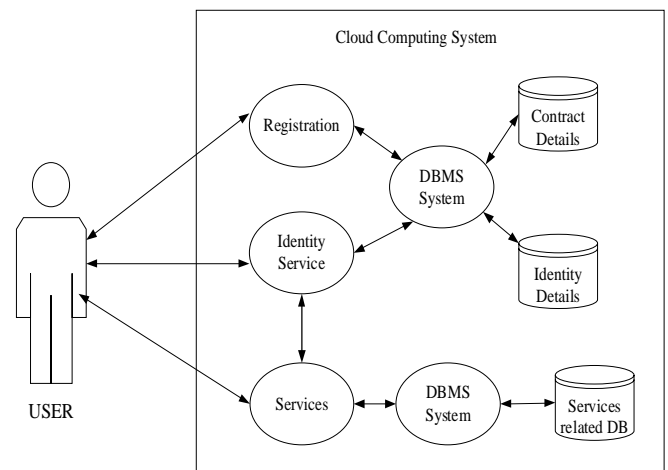 Cloud Computing System
Registration
Contract
Details
DBMS
System
Identity
Service
Identity
Details
USER
Services
DBMS
System
Services
related DB